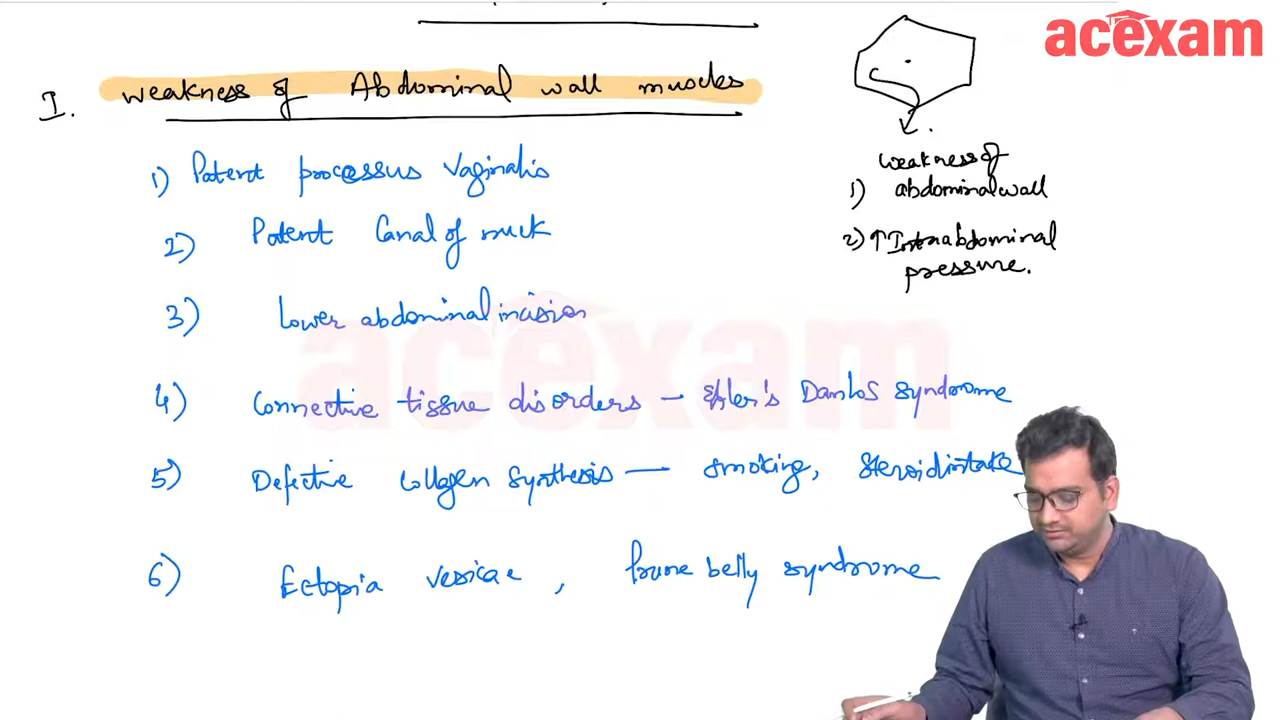 acexam
I. weakness of Abdominal wall muscles
1) Patent processus vaginalis
2) Patent Canal of nuck
3) Lower abdominal incision
4) Connective tissue disorders – Danlos syndrome
5) Defective Collagen synthesis — smoking, steroid intake
6) Ectopia vesicae, Prune belly syndrome
weakness of
1) abdominal wall
2) ↑ Intraabdominal
pressure.
acexam